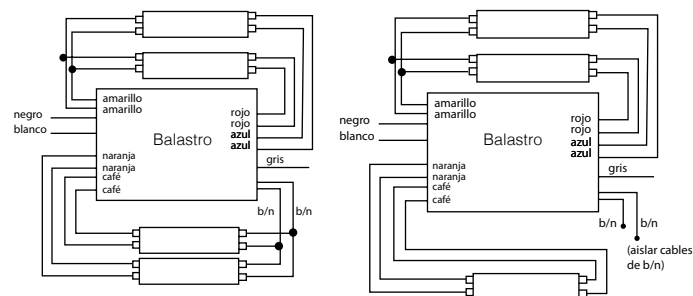 amarillo
amarillo
negro
blanco
Balastro
rojo
rojo
azul
azul
naranja
naranja
café
café
gris
b/n
b/n
amarillo
amarillo
negro
blanco
Balastro
rojo
rojo
azul
azul
naranja
naranja
café
café
gris
b/n
b/n
(aislar cables
de b/n)